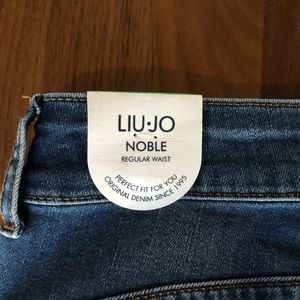 LIU·JO
NOBLE
REGULAR WAIST
PERFECT FIT FOR YOU
ORIGINAL DENIM SINCE 1995